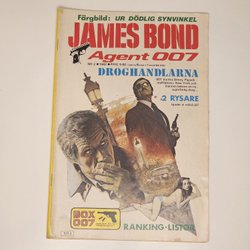 Färgbild: UR DÖDLIG SYNVINKEL
JAMES BOND
Agent 007
DROGHANDLARNA
2 RYSARE
BOX
007
RANKING-LISTOR